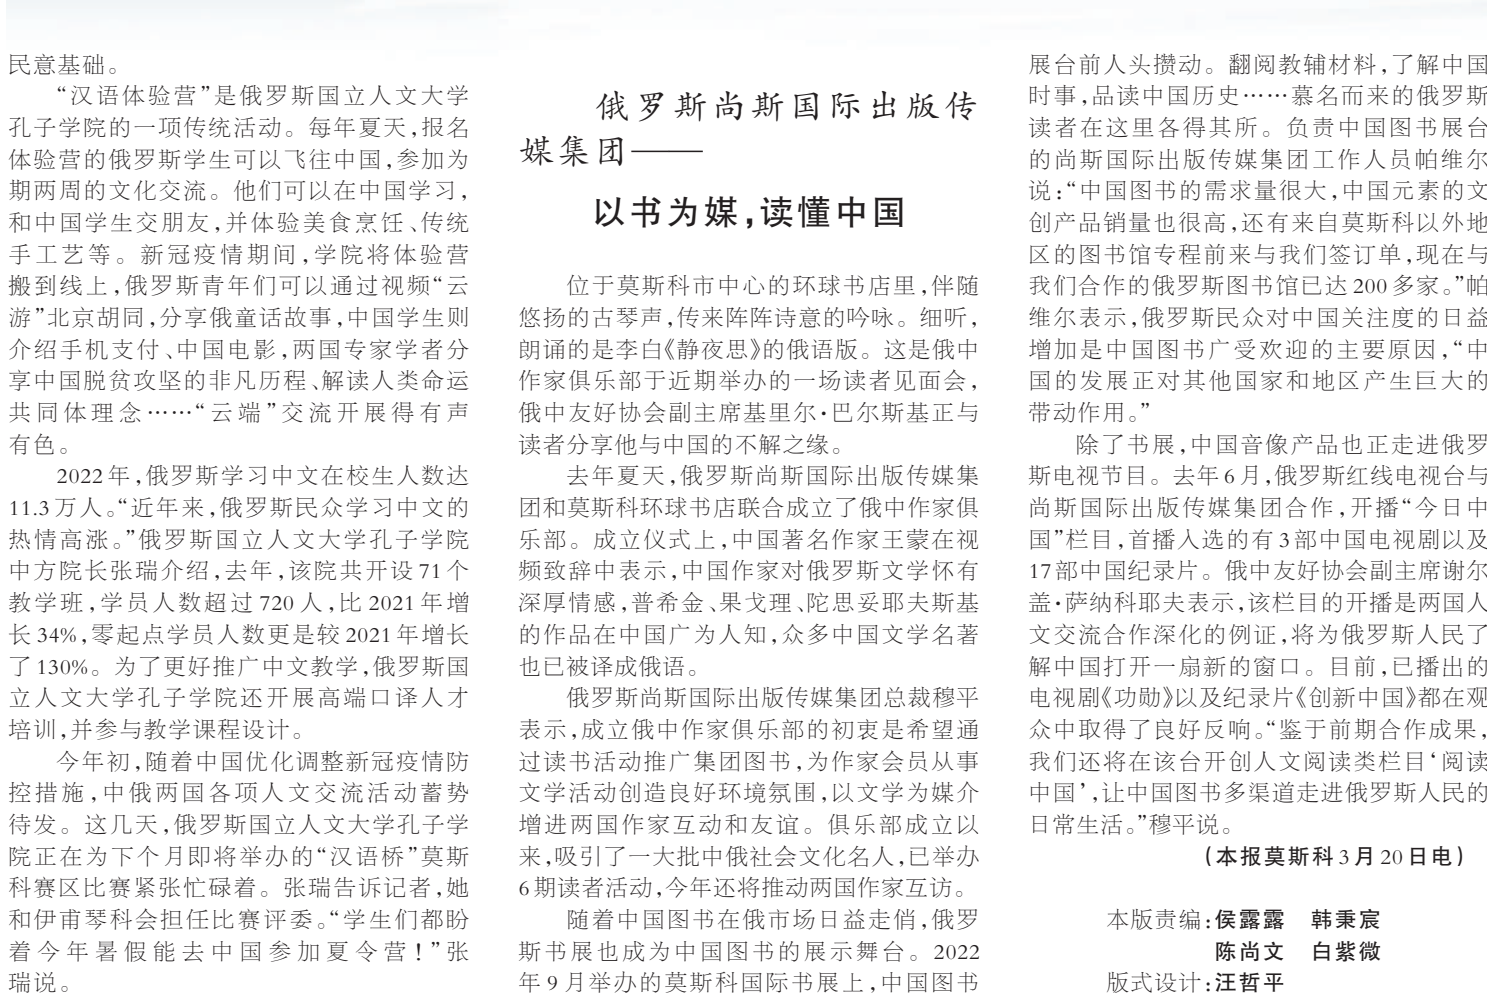 民意基础。
“汉语体验营”是俄罗斯国立人文大学
孔子学院的一项传统活动。每年夏天,报名
体验营的俄罗斯学生可以飞往中国,参加为
期两周的文化交流。他们可以在中国学习,
和中国学生交朋友,并体验美食烹饪、传统
手工艺等。新冠疫情期间,学院将体验营
搬到线上,俄罗斯青年们可以通过视频“云
游”北京胡同,分享俄童话故事,中国学生则
介绍手机支付、中国电影,两国专家学者分
享中国脱贫攻坚的非凡历程、解读人类命运
共同体理念……“云端”交流开展得有声
有色。
2022年,俄罗斯学习中文在校生人数达
11.3万人。“近年来,俄罗斯民众学习中文的
热情高涨。”俄罗斯国立人文大学孔子学院
中方院长张瑞介绍,去年,该院共开设71个
教学班,学员人数超过720人,比2021年增
长34%,零起点学员人数更是较2021年增长
了130%。为了更好推广中文教学,俄罗斯国
立人文大学孔子学院还开展高端口译人才
培训,并参与教学课程设计。
今年初,随着中国优化调整新冠疫情防
控措施,中俄两国各项人文交流活动蓄势
待发。这几天,俄罗斯国立人文大学孔子学
院正在为下个月即将举办的“汉语桥”莫斯
科赛区比赛紧张忙碌着。张瑞告诉记者,她
和伊甫琴科会担任比赛评委。“学生们都盼
着今年暑假能去中国参加夏令营!”张
瑞说。
俄罗斯尚斯国际出版传
媒集团——
以书为媒,读懂中国
位于莫斯科市中心的环球书店里,伴随
悠扬的古琴声,传来阵阵诗意的吟咏。细听,
朗诵的是李白《静夜思》的俄语版。这是俄中
作家俱乐部于近期举办的一场读者见面会,
俄中友好协会副主席基里尔·巴尔斯基正与
读者分享他与中国的不解之缘。
去年夏天,俄罗斯尚斯国际出版传媒集
团和莫斯科环球书店联合成立了俄中作家俱
乐部。成立仪式上,中国著名作家王蒙在视
频致辞中表示,中国作家对俄罗斯文学怀有
深厚情感,普希金、果戈理、陀思妥耶夫斯基
的作品在中国广为人知,众多中国文学名著
也已被译成俄语。
俄罗斯尚斯国际出版传媒集团总裁穆平
表示,成立俄中作家俱乐部的初衷是希望通
过读书活动推广集团图书,为作家会员从事
文学活动创造良好环境氛围,以文学为媒介
增进两国作家互动和友谊。俱乐部成立以
来,吸引了一大批中俄社会文化名人,已举办
6期读者活动,今年还将推动两国作家互访。
随着中国图书在俄市场日益走俏,俄罗
斯书展也成为中国图书的展示舞台。2022
年9月举办的莫斯科国际书展上,中国图书
展台前人头攒动。翻阅教辅材料,了解中国
时事,品读中国历史……慕名而来的俄罗斯
读者在这里各得其所。负责中国图书展台
的尚斯国际出版传媒集团工作人员帕维尔
说:“中国图书的需求量很大,中国元素的文
创产品销量也很高,还有来自莫斯科以外地
区的图书馆专程前来与我们签订单,现在与
我们合作的俄罗斯图书馆已达200多家。”帕
维尔表示,俄罗斯民众对中国关注度的日益
增加是中国图书广受欢迎的主要原因,“中
国的发展正对其他国家和地区产生巨大的
带动作用。”
除了书展,中国音像产品也正走进俄罗
斯电视节目。去年6月,俄罗斯红线电视台与
尚斯国际出版传媒集团合作,开播“今日中
国”栏目,首播入选的有3部中国电视剧以及
17部中国纪录片。俄中友好协会副主席谢尔
盖·萨纳科耶夫表示,该栏目的开播是两国人
文交流合作深化的例证,将为俄罗斯人民了
解中国打开一扇新的窗口。目前,已播出的
电视剧《功勋》以及纪录片《创新中国》都在观
众中取得了良好反响。“鉴于前期合作成果,
我们还将在该台开创人文阅读类栏目‘阅读
中国’,让中国图书多渠道走进俄罗斯人民的
日常生活。”穆平说。
(本报莫斯科3月20日电)
本版责编:侯露露 韩秉宸
陈尚文 白紫微
版式设计:汪哲平